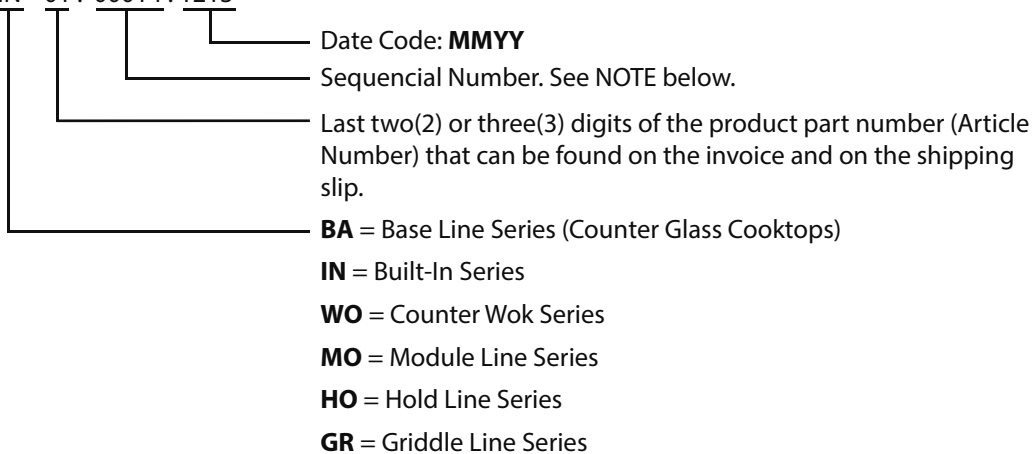 Date Code: MMYY
Sequencial Number. See NOTE below.
Last two(2) or three(3) digits of the product part number (Article
Number) that can be found on the invoice and on the shipping
slip.
BA = Base Line Series (Counter Glass Cooktops)
IN = Built-In Series
WO = Counter Wok Series
MO = Module Line Series
HO = Hold Line Series
GR = Griddle Line Series